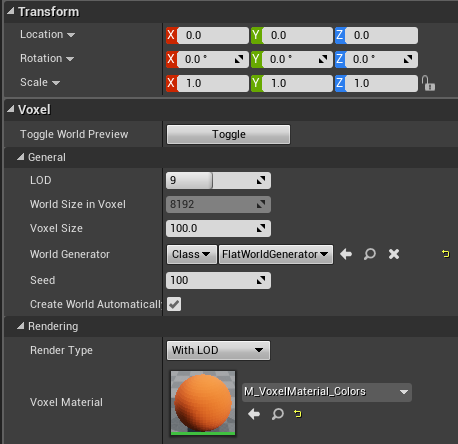 Transform
Location X 0.0 Y 0.0 Z 0.0
Rotation X 0.0 ° Y 0.0 ° Z 0.0 °
Scale X 1.0 Y 1.0 Z 1.0
Voxel
Toggle World Preview Toggle
General
LOD 9
World Size in Voxel 8192
Voxel Size 100.0
World Generator Class FlatWorldGenerator
Seed 100
Create World Automaticall
Rendering
Render Type With LOD
Voxel Material M_VoxelMaterial_Colors